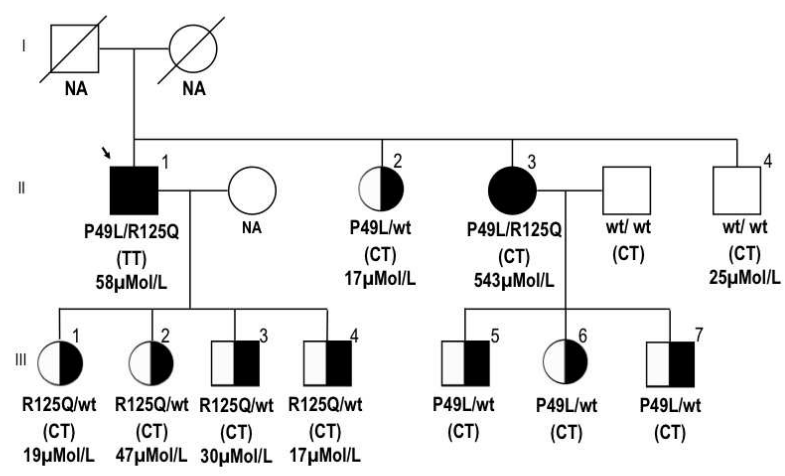 I
NA
NA
II
1
P49L/R125Q
(TT)
58µMol/L
NA
2
P49L/wt
(CT)
17µMol/L
3
P49L/R125Q
(CT)
543µMol/L
wt/ wt
(CT)
4
wt/ wt
(CT)
25µMol/L
III
1
R125Q/wt
(CT)
19µMol/L
2
R125Q/wt
(CT)
47µMol/L
3
R125Q/wt
(CT)
30µMol/L
4
R125Q/wt
(CT)
17µMol/L
5
P49L/wt
(CT)
6
P49L/wt
(CT)
7
P49L/wt
(CT)